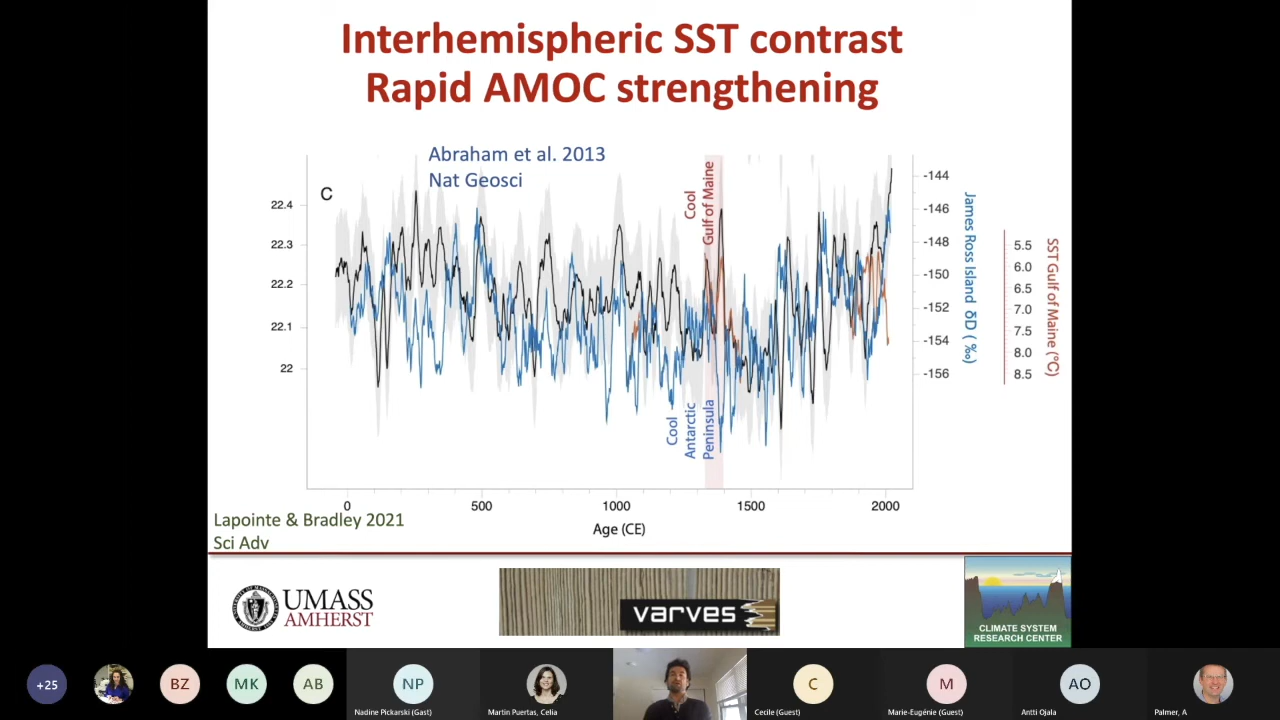 Interhemispheric SST contrast
Rapid AMOC strengthening
Abraham et al. 2013
Nat Geosci
C
22.4
22.3
22.2
22.1
22
Cool
Gulf of Maine
Cool
Antarctic
Peninsula
-144
-146
-148
-150
-152
-154
-156
James Ross Island δD (‰)
5.5
6.0
6.5
7.0
7.5
8.0
8.5
SST Gulf of Maine (°C)
0
500
1000
1500
2000
Age (CE)
Lapointe & Bradley 2021
Sci Adv
UMASS
AMHERST
varves
CLIMATE SYSTEM
RESEARCH CENTER
+25
BZ
MK
AB
NP
C
M
AO
Nadine Pickarski (Gast)
Martin Puertas, Celia
Cecile (Guest)
Marie-Eugénie (Guest)
Antti Ojala
Palmer, A